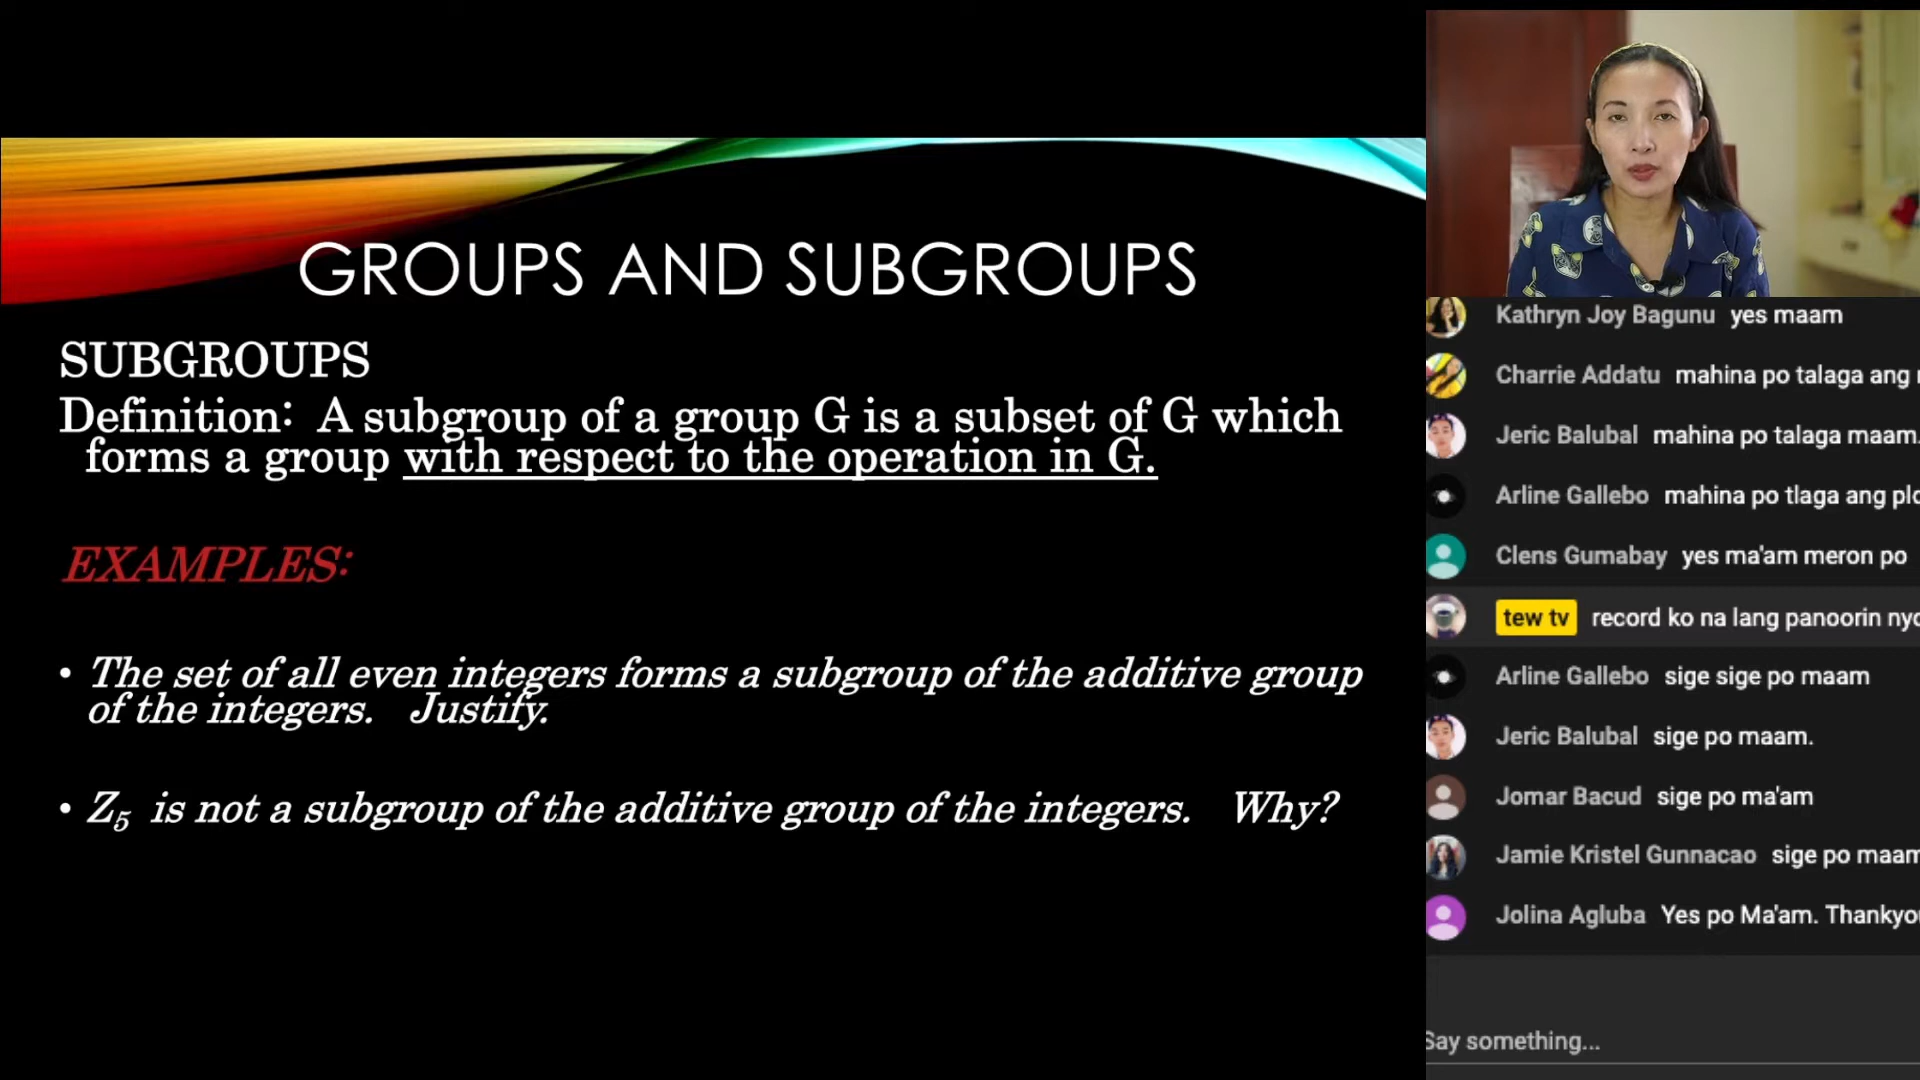 GROUPS AND SUBGROUPS
SUBGROUPS
Definition: A subgroup of a group G is a subset of G which
forms a group with respect to the operation in G.
EXAMPLES:
• The set of all even integers forms a subgroup of the additive group
of the integers. Justify.
• Z5 is not a subgroup of the additive group of the integers. Why?
Kathryn Joy Bagunu yes maam
Charrie Addatu mahina po talaga ang
Jeric Balubal mahina po talaga maam.
Arline Gallebo mahina po tlaga ang
Clens Gumabay yes ma'am meron po
tew tv record ko na lang panoorin
Arline Gallebo sige sige po maam
Jeric Balubal sige po maam.
Jomar Bacud sige po ma'am
Jamie Kristel Gunnacao sige po maam
Jolina Agluba Yes po Ma'am.
Say something...